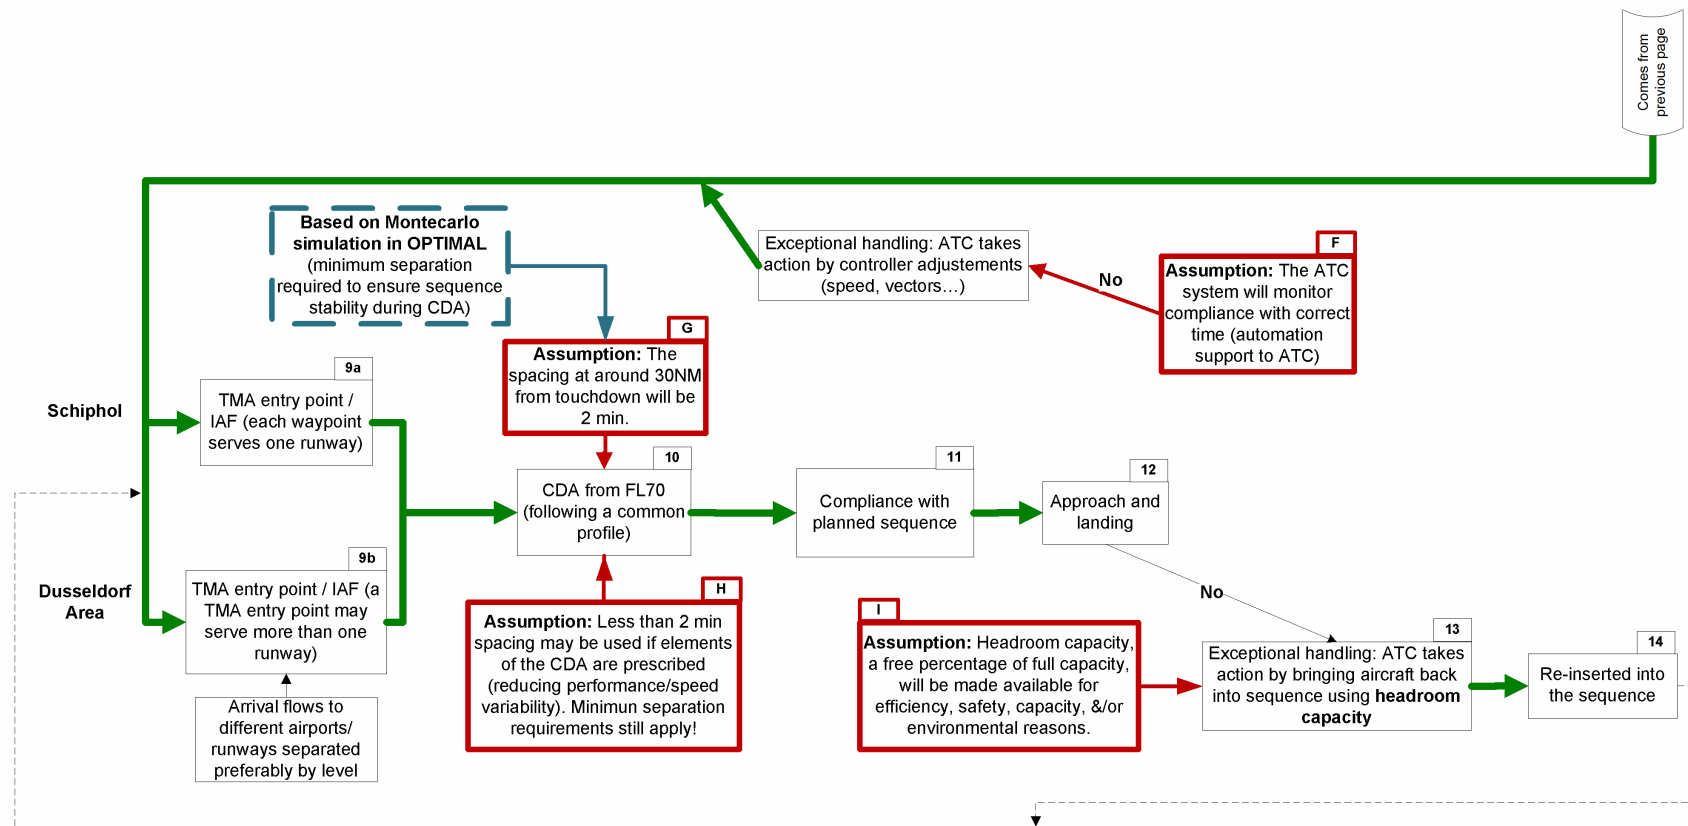 Comes from
previous page
Based on Montecarlo
simulation in OPTIMAL
(minimum separation
required to ensure sequence
stability during CDA)
Exceptional handling: ATC takes
action by controller adjustements
(speed, vectors…)
No
F
Assumption: The ATC
system will monitor
compliance with correct
time (automation
support to ATC)
G
Assumption: The
spacing at around 30NM
from touchdown will be
2 min.
Schiphol
9a
TMA entry point /
IAF (each waypoint
serves one runway)
10
CDA from FL70
(following a common
profile)
11
Compliance with
planned sequence
12
Approach and
landing
Dusseldorf
Area
9b
TMA entry point / IAF (a
TMA entry point may
serve more than one
runway)
Arrival flows to
different airports/
runways separated
preferably by level
H
Assumption: Less than 2 min
spacing may be used if elements
of the CDA are prescribed
(reducing performance/speed
variability). Minimun separation
requirements still apply!
I
Assumption: Headroom capacity,
a free percentage of full capacity,
will be made available for
efficiency, safety, capacity, &/or
environmental reasons.
No
13
Exceptional handling: ATC takes
action by bringing aircraft back
into sequence using headroom
capacity
14
Re-inserted into
the sequence